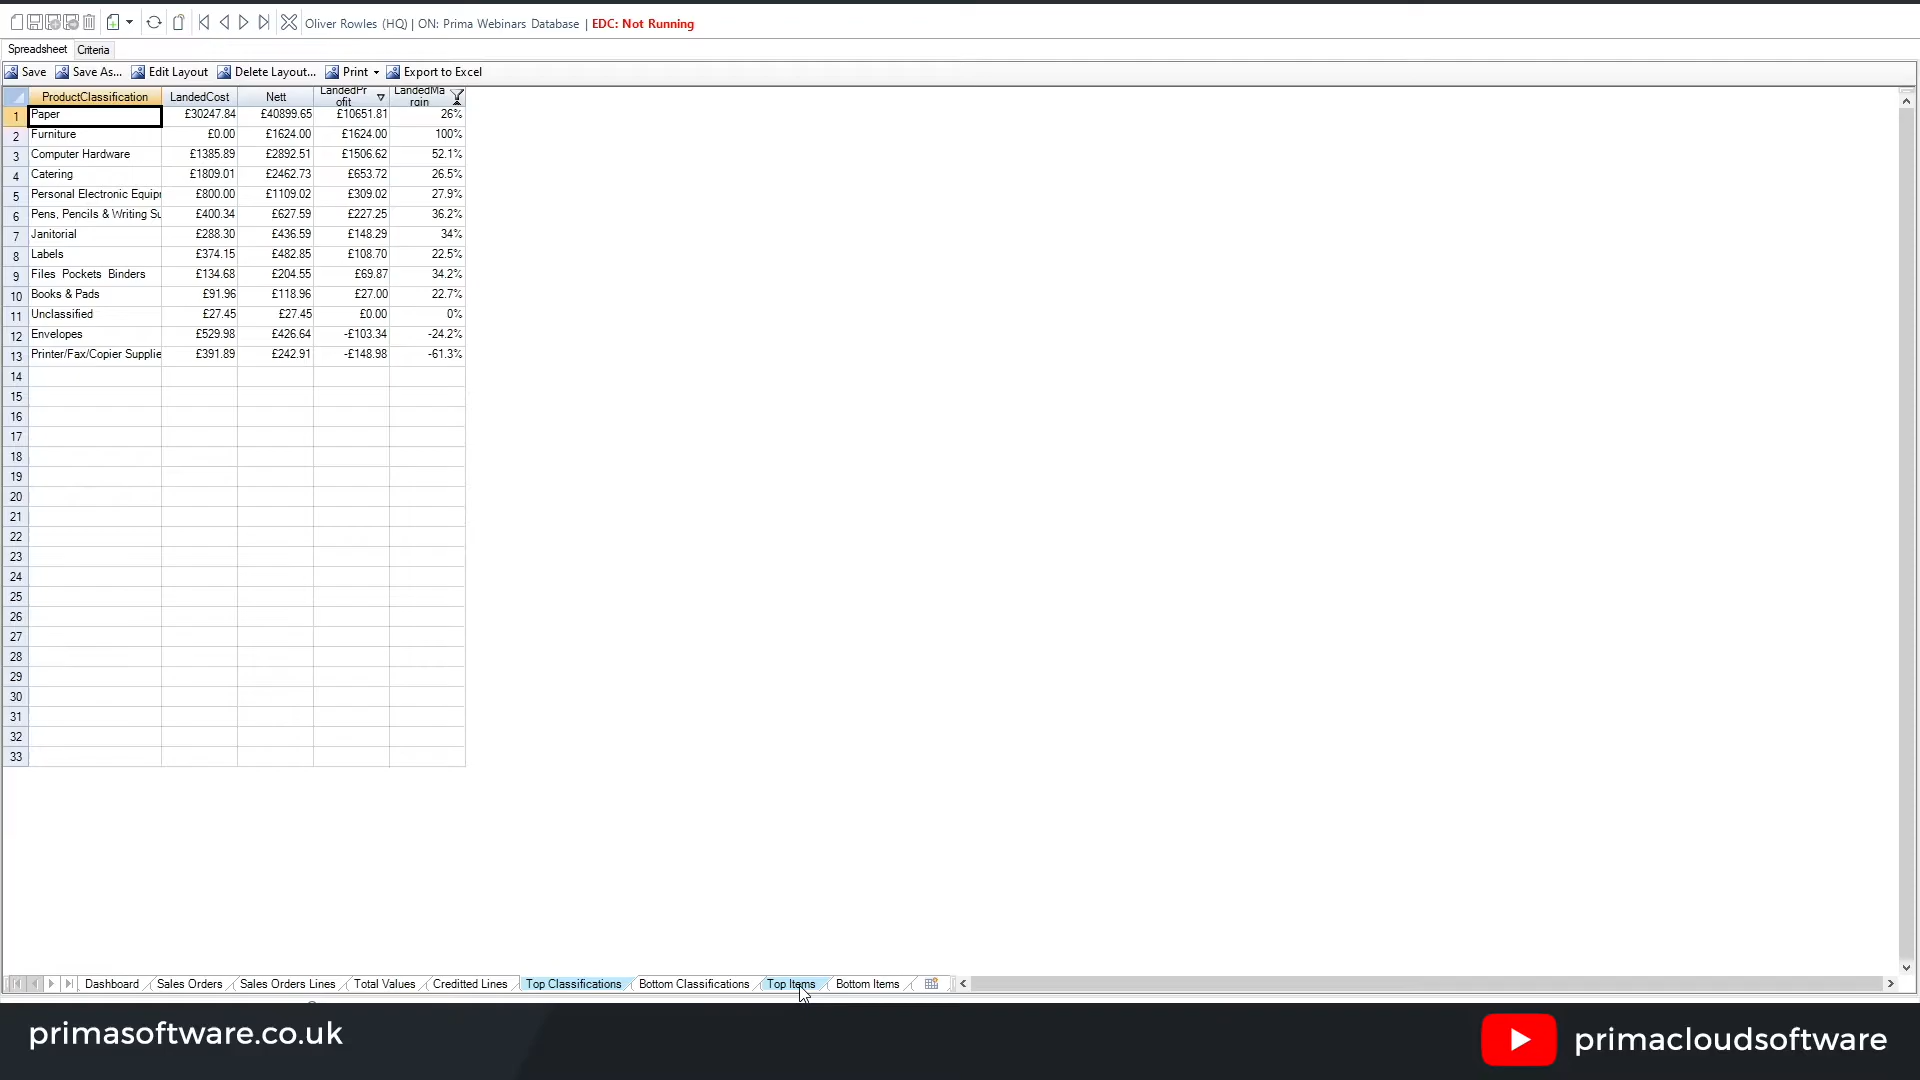 Oliver Rowles (HQ) | ON: Prima Webinars Database | EDC: Not Running
Spreadsheet Criteria
Save Save As... Edit Layout Delete Layout... Print Export to Excel
ProductClassification LandedCost Nett LandedPr ofit LandedMa rgin
1 Paper £30247.84 £40899.65 £10651.81 26%
2 Furniture £0.00 £1624.00 £1624.00 100%
3 Computer Hardware £1385.89 £2892.51 £1506.62 52.1%
4 Catering £1809.01 £2462.73 £653.72 26.5%
5 Personal Electronic Equipr £800.00 £1109.02 £309.02 27.9%
6 Pens, Pencils & Writing Su £400.34 £627.59 £227.25 36.2%
7 Janitorial £288.30 £436.59 £148.29 34%
8 Labels £374.15 £482.85 £108.70 22.5%
9 Files Pockets Binders £134.68 £204.55 £69.87 34.2%
10 Books & Pads £91.96 £118.96 £27.00 22.7%
11 Unclassified £27.45 £27.45 £0.00 0%
12 Envelopes £529.98 £426.64 -£103.34 -24.2%
13 Printer/Fax/Copier Supplie £391.89 £242.91 -£148.98 -61.3%
14
15
16
17
18
19
20
21
22
23
24
25
26
27
28
29
30
31
32
33
Dashboard Sales Orders Sales Orders Lines Total Values Creditted Lines Top Classifications Bottom Classifications Top Items Bottom Items
primasoftware.co.uk primacloudsoftware